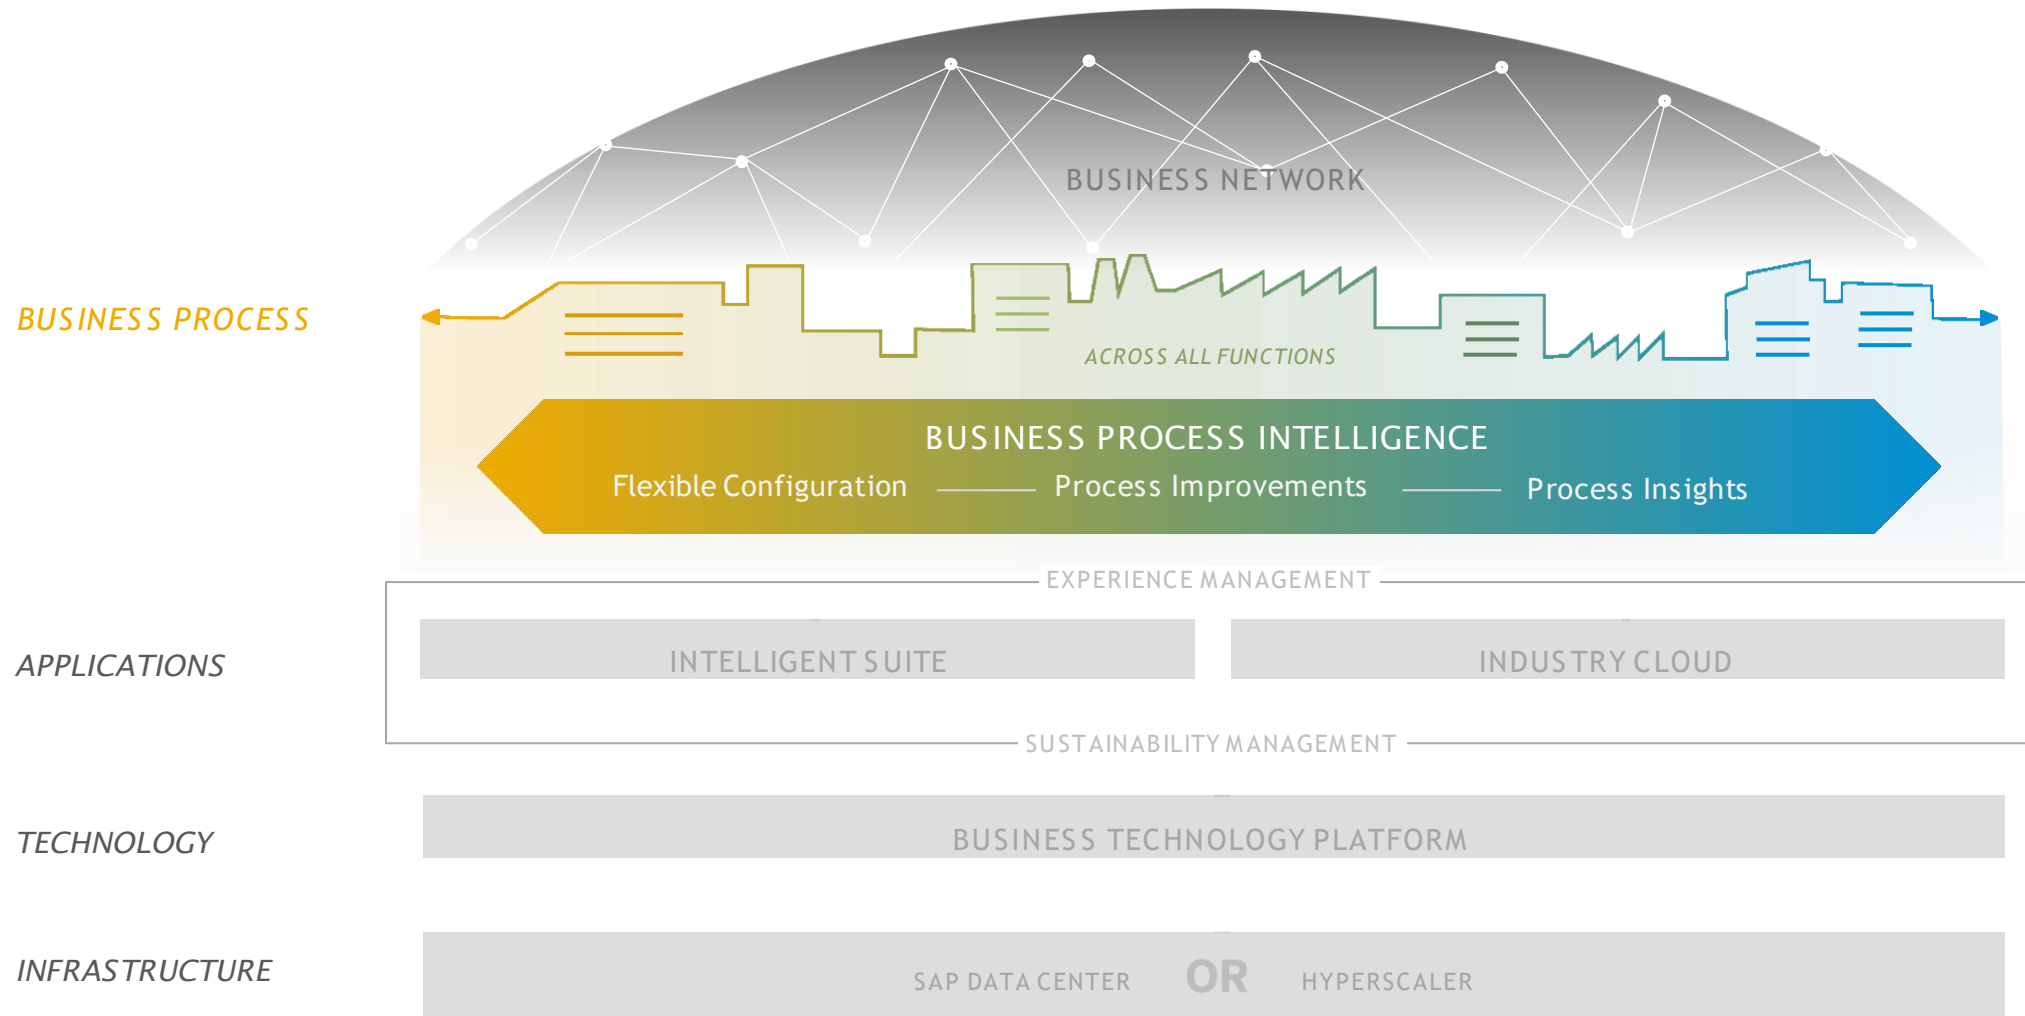 BUSINESS NETWORK
BUSINESS PROCESS
ACROSS ALL FUNCTIONS
BUSINESS PROCESS INTELLIGENCE
Flexible Configuration Process Improvements Process Insights
EXPERIENCE MANAGEMENT
APPLICATIONS
INTELLIGENT SUITE INDUSTRY CLOUD
SUSTAINABILITY MANAGEMENT
TECHNOLOGY
BUSINESS TECHNOLOGY PLATFORM
INFRASTRUCTURE
SAP DATA CENTER OR HYPERSCALER